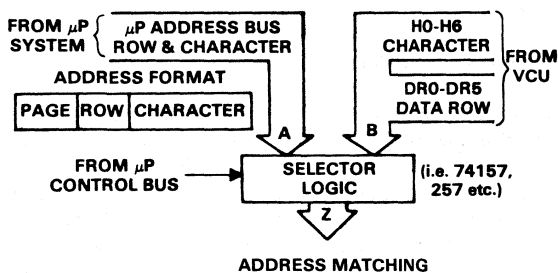 FROM μP SYSTEM
μP ADDRESS BUS
ROW & CHARACTER
H0-H6
CHARACTER
FROM VCU
DR0-DR5
DATA ROW
ADDRESS FORMAT
PAGE ROW CHARACTER
A
B
FROM μP
CONTROL BUS
SELECTOR
LOGIC
(i.e. 74157,
257 etc.)
Z
ADDRESS MATCHING